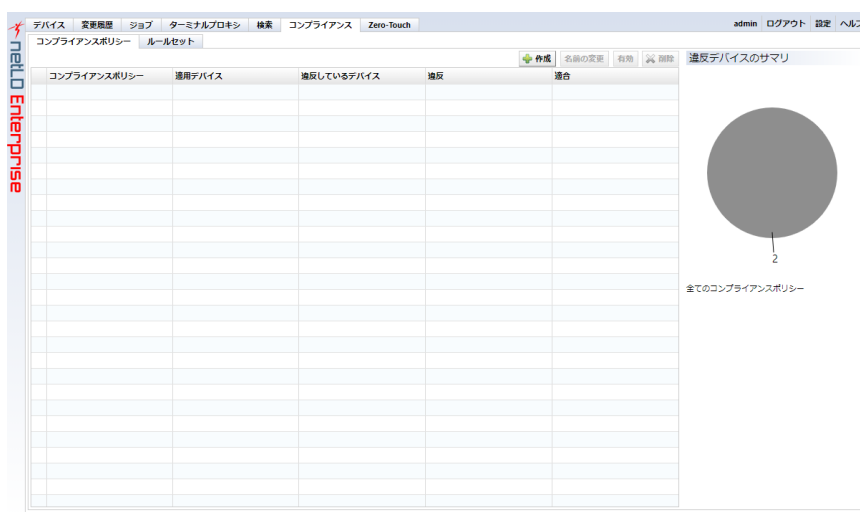 デバイス 変更履歴 ジョブ ターミナルプロキシ 検索 コンプライアンス Zero-Touch admin ログアウト 設定 ヘルプ
コンプライアンスポリシー ルールセット
作成 名前の変更 有効 削除 違反デバイスのサマリ
コンプライアンスポリシー 適用デバイス 違反しているデバイス 違反 適合
2
全てのコンプライアンスポリシー
netLD Enterprise